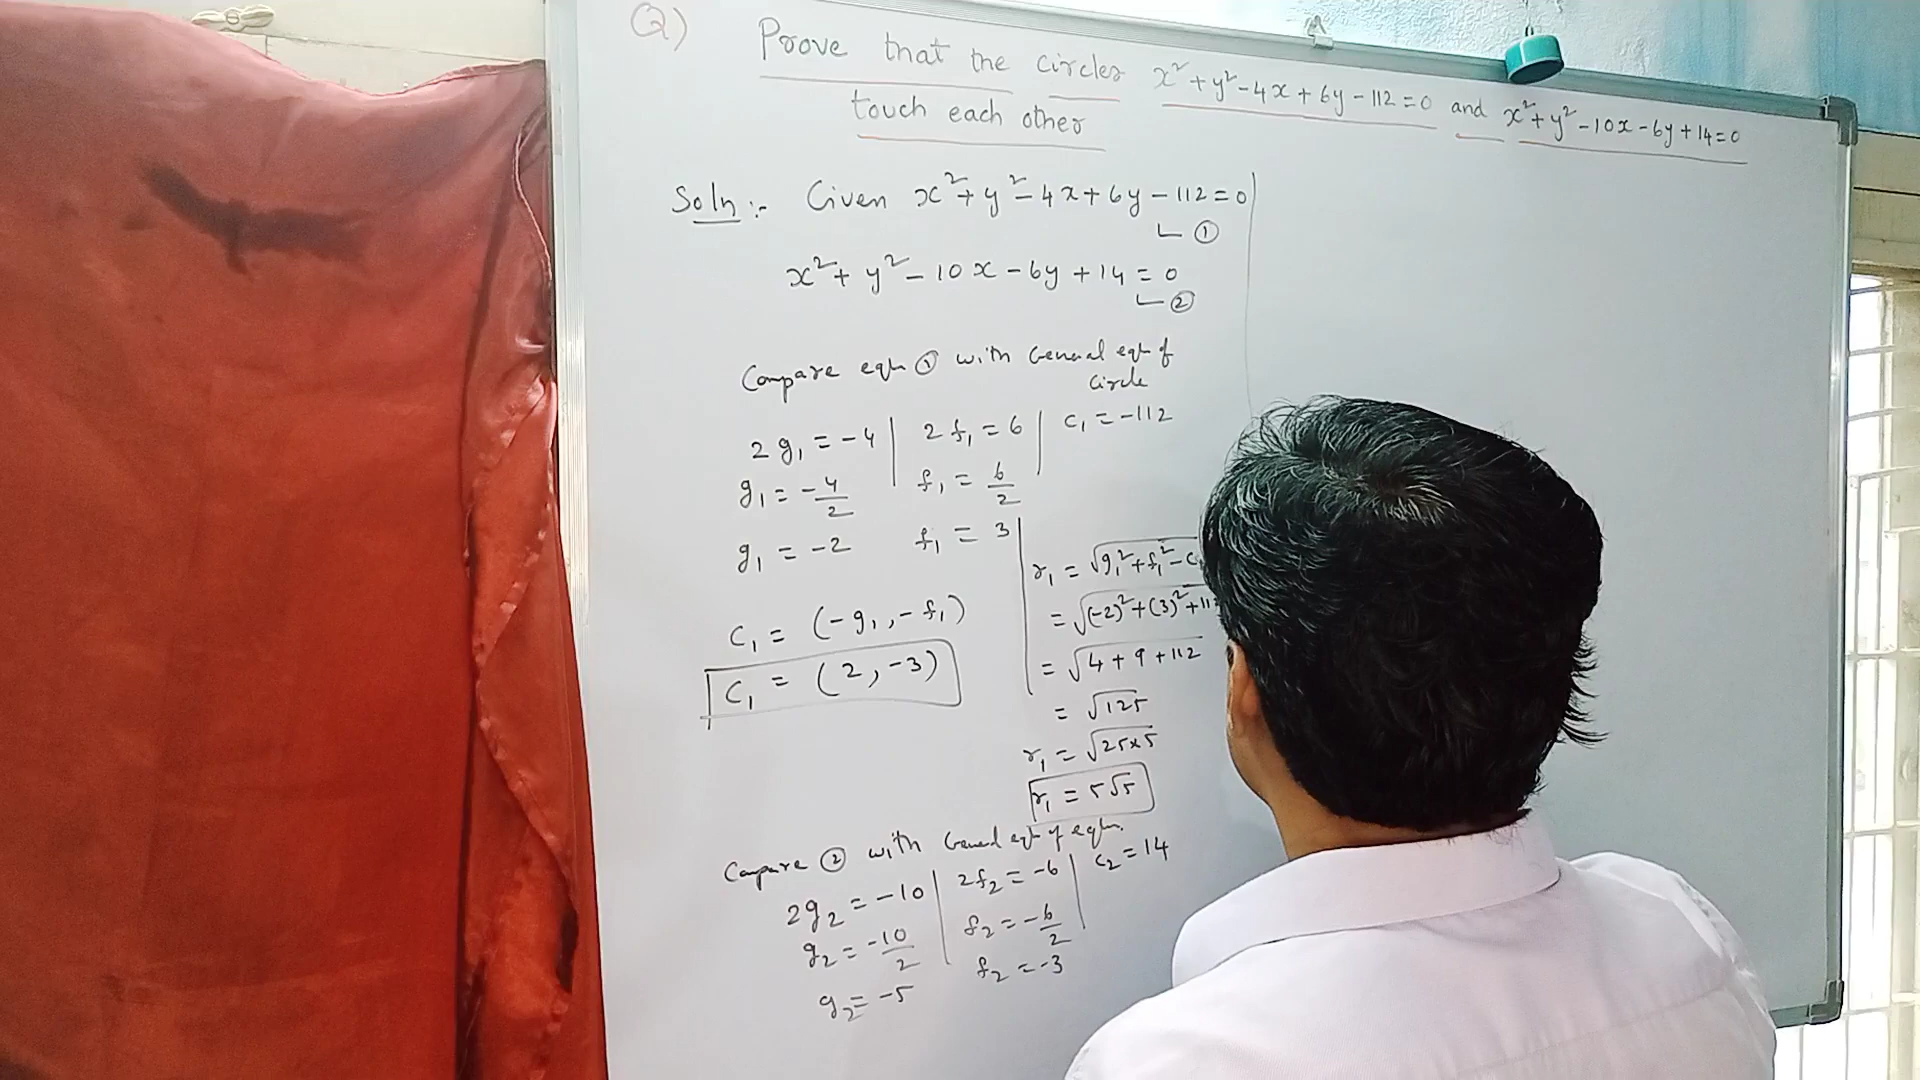 Q) Prove that the circles x²+y²-4x+6y-112=0 and x²+y²-10x-6y+14=0
touch each other
Soln:- Given x²+y²-4x+6y-112=0
①
x²+y²-10x-6y+14=0
②
Compare eqn ① with General eqn of
circle
2g₁=-4 | 2f₁=6 | c₁=-112
g₁=-4/2 f₁=6/2
g₁=-2 f₁=3
C₁=(-g₁,-f₁)
C₁=(2,-3)
r₁=√g₁²+f₁²-c
=√(-2)²+(3)²+11
=√4+9+112
=√125
r₁=√25×5
r₁=5√5
Compare ② with General eqn of eqn.
2g₂=-10 | 2f₂=-6 | c₂=14
g₂=-10/2 f₂=-6/2
g₂=-5 f₂=-3